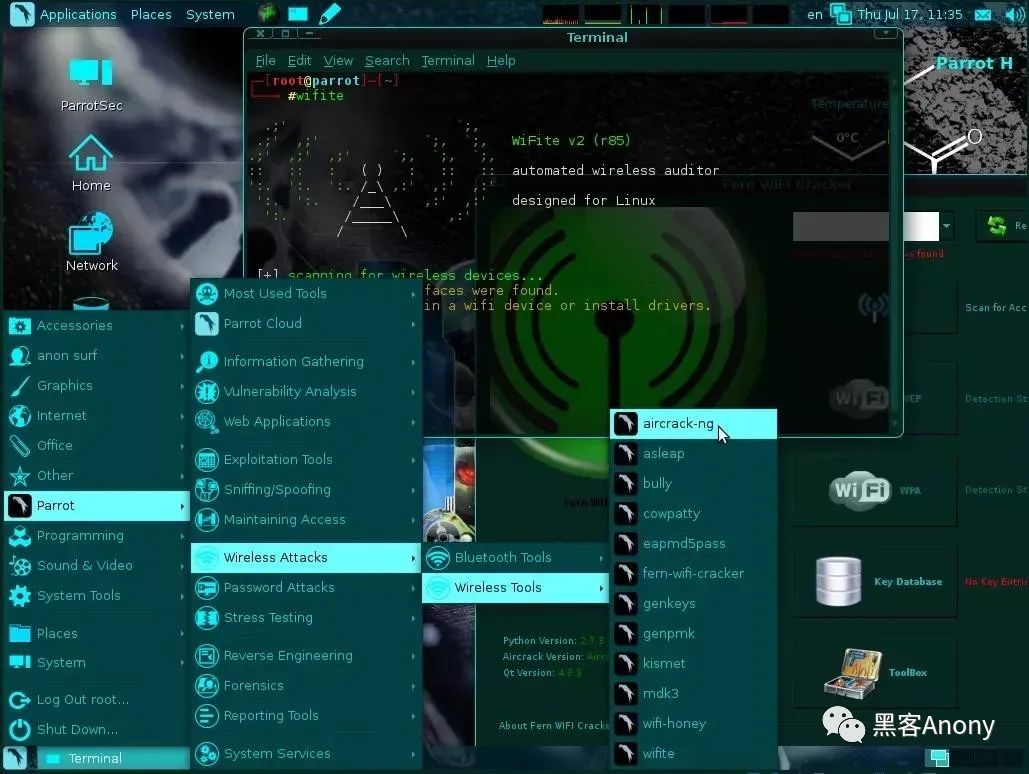 Applications Places System
en Thu Jul 17, 11:35
Terminal
File Edit View Search Terminal Help
Parrot H
[root@parrot]-[~]
#wifite
WiFite v2 (r85)
automated wireless auditor
designed for Linux
[+] scanning for wireless devices...
faces were found.
in a wifi device or install drivers.
Temperature
0°C
O
Fern WIFI Cracker
Re
s found
Scan for Acc
WiFi WEP
Detection St
WiFi WPA
Detection St
Key Database
No Key Entrie
ToolBox
Fern WIF
Python Version: 2.7.3
Aircrack Version: Airc
Qt Version: 4.9.3
About Fern WIFI Cracke
ParrotSec
Home
Network
Accessories
anon surf
Graphics
Internet
Office
Other
Parrot
Programming
Sound & Video
System Tools
Places
System
Log Out root...
Shut Down...
Most Used Tools
Parrot Cloud
Information Gathering
Vulnerability Analysis
Web Applications
Exploitation Tools
Sniffing/Spoofing
Maintaining Access
Wireless Attacks
Password Attacks
Stress Testing
Reverse Engineering
Forensics
Reporting Tools
System Services
Bluetooth Tools
Wireless Tools
aircrack-ng
asleap
bully
cowpatty
eapmd5pass
fern-wifi-cracker
genkeys
genpmk
kismet
mdk3
wifi-honey
wifite
Terminal
黑客Anony